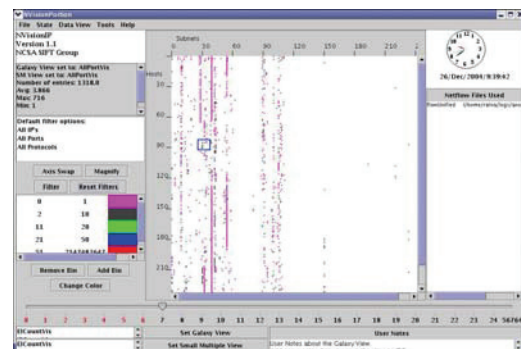 NVisionPortion
File State Data View Tools Help
NVisionIP
Version 1.1
NCSA SIFT Group
Galaxy View set to: AllPortVis
SM View set to: AllPortVis
Number of entries: 1310.0
Avg: 3.866
Max: 716
Min: 1
Default filter options:
All IP's
All Ports
All Protocols
Axis Swap Magnify
Filter Reset Filters
0 1
2 10
11 20
21 50
51
Remove Bin Add Bin
Change Color
Subnets
0 30 60 90 120 150 180 210
Hosts
30
60
90
120
150
180
210
26/Dec/2004/9:39:42
Netflow Files Used
0 1 2 3 4 5 6 7 8 9 10 11 12 13 14 15 16 17 18 19 20 21 22 23 24
Set Galaxy View
User Notes
Set Small Multiple View
User Notes about the Galaxy View.